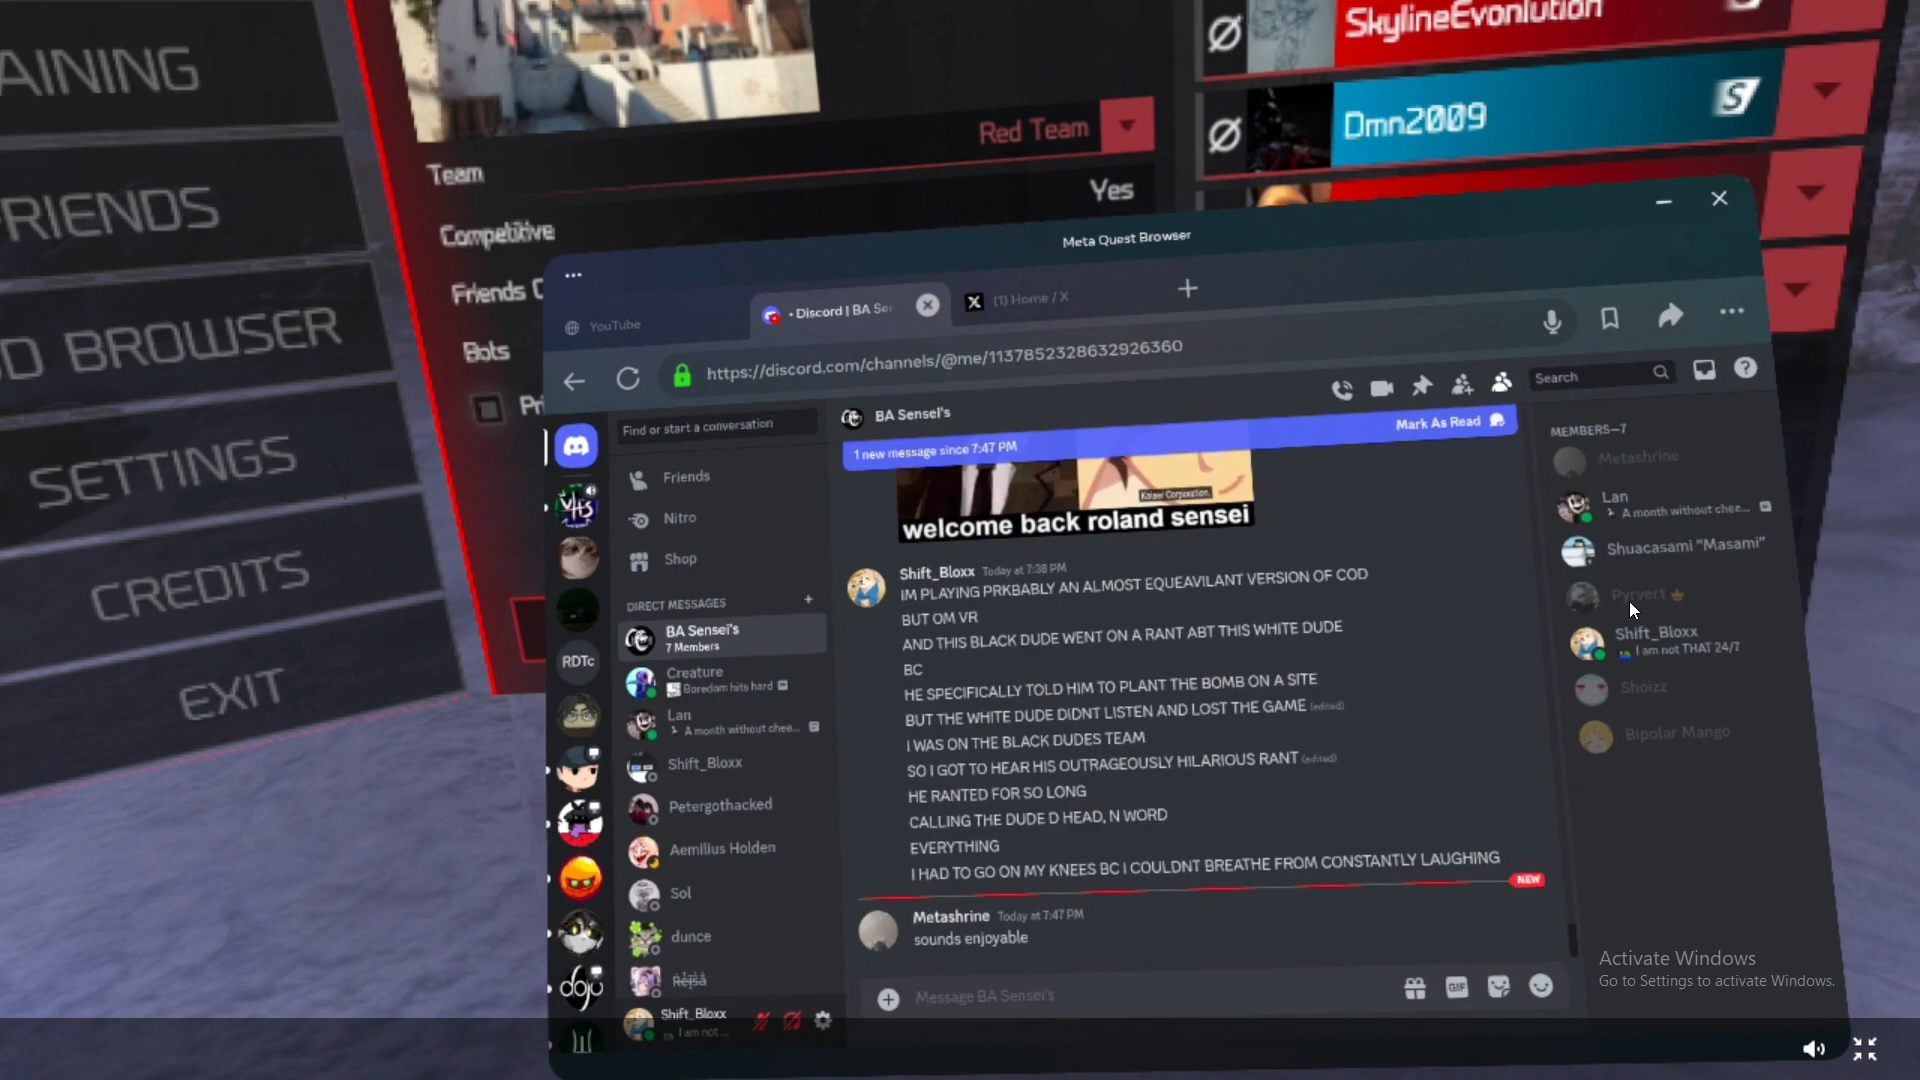 AINING
FRIENDS
D BROWSER
SETTINGS
CREDITS
EXIT
Team
Red Team
Competitive
Yes
Friends
Bots
SkylineEvonlution
Dmn2009
Meta Quest Browser
YouTube
• Discord | BA Ser
(1) Home / X
https://discord.com/channels/@me/1137852328632926360
Find or start a conversation
Friends
Nitro
Shop
DIRECT MESSAGES
BA Sensei's
7 Members
Creature
Boredom hits hard
Lan
A month without chee...
Shift_Bloxx
Petergothacked
Aemilius Holden
Sol
dunce
Shift_Bloxx
I am not ...
RDTc
doju
BA Sensei's
Search
1 new message since 7:47 PM
Mark As Read
Kaisei Corporation.
welcome back roland sensei
Shift_Bloxx Today at 7:38 PM
IM PLAYING PRKBABLY AN ALMOST EQUEAVILANT VERSION OF COD
BUT OM VR
AND THIS BLACK DUDE WENT ON A RANT ABT THIS WHITE DUDE
BC
HE SPECIFICALLY TOLD HIM TO PLANT THE BOMB ON A SITE
BUT THE WHITE DUDE DIDNT LISTEN AND LOST THE GAME (edited)
I WAS ON THE BLACK DUDES TEAM
SO I GOT TO HEAR HIS OUTRAGEOUSLY HILARIOUS RANT (edited)
HE RANTED FOR SO LONG
CALLING THE DUDE D HEAD, N WORD
EVERYTHING
I HAD TO GO ON MY KNEES BC I COULDNT BREATHE FROM CONSTANTLY LAUGHING
NEW
Metashrine Today at 7:47 PM
sounds enjoyable
Message BA Sensei's
GIF
MEMBERS—7
Metashrine
Lan
A month without chee...
Shuacasami "Masami"
Pyrvert
Shift_Bloxx
I am not THAT 24/7
Shoizz
Bipolar Mango
Activate Windows
Go to Settings to activate Windows.